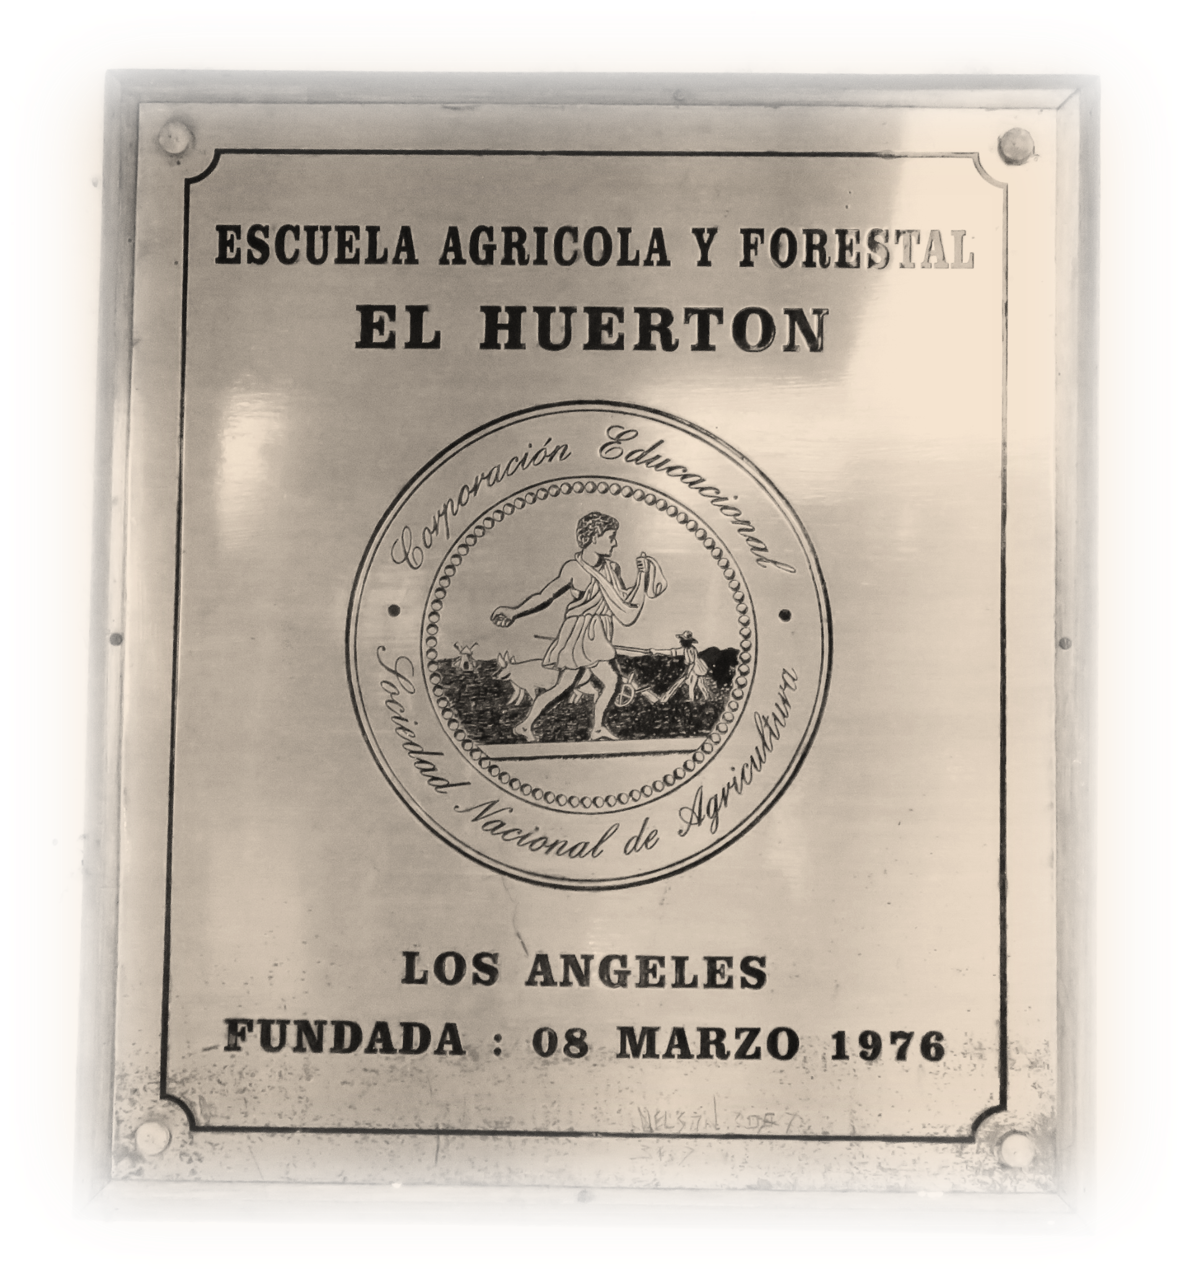 ESCUELA AGRICOLA Y FORESTAL
EL HUERTON
Corporación Educacional
Sociedad Nacional de Agricultura
LOS ANGELES
FUNDADA : 08 MARZO 1976